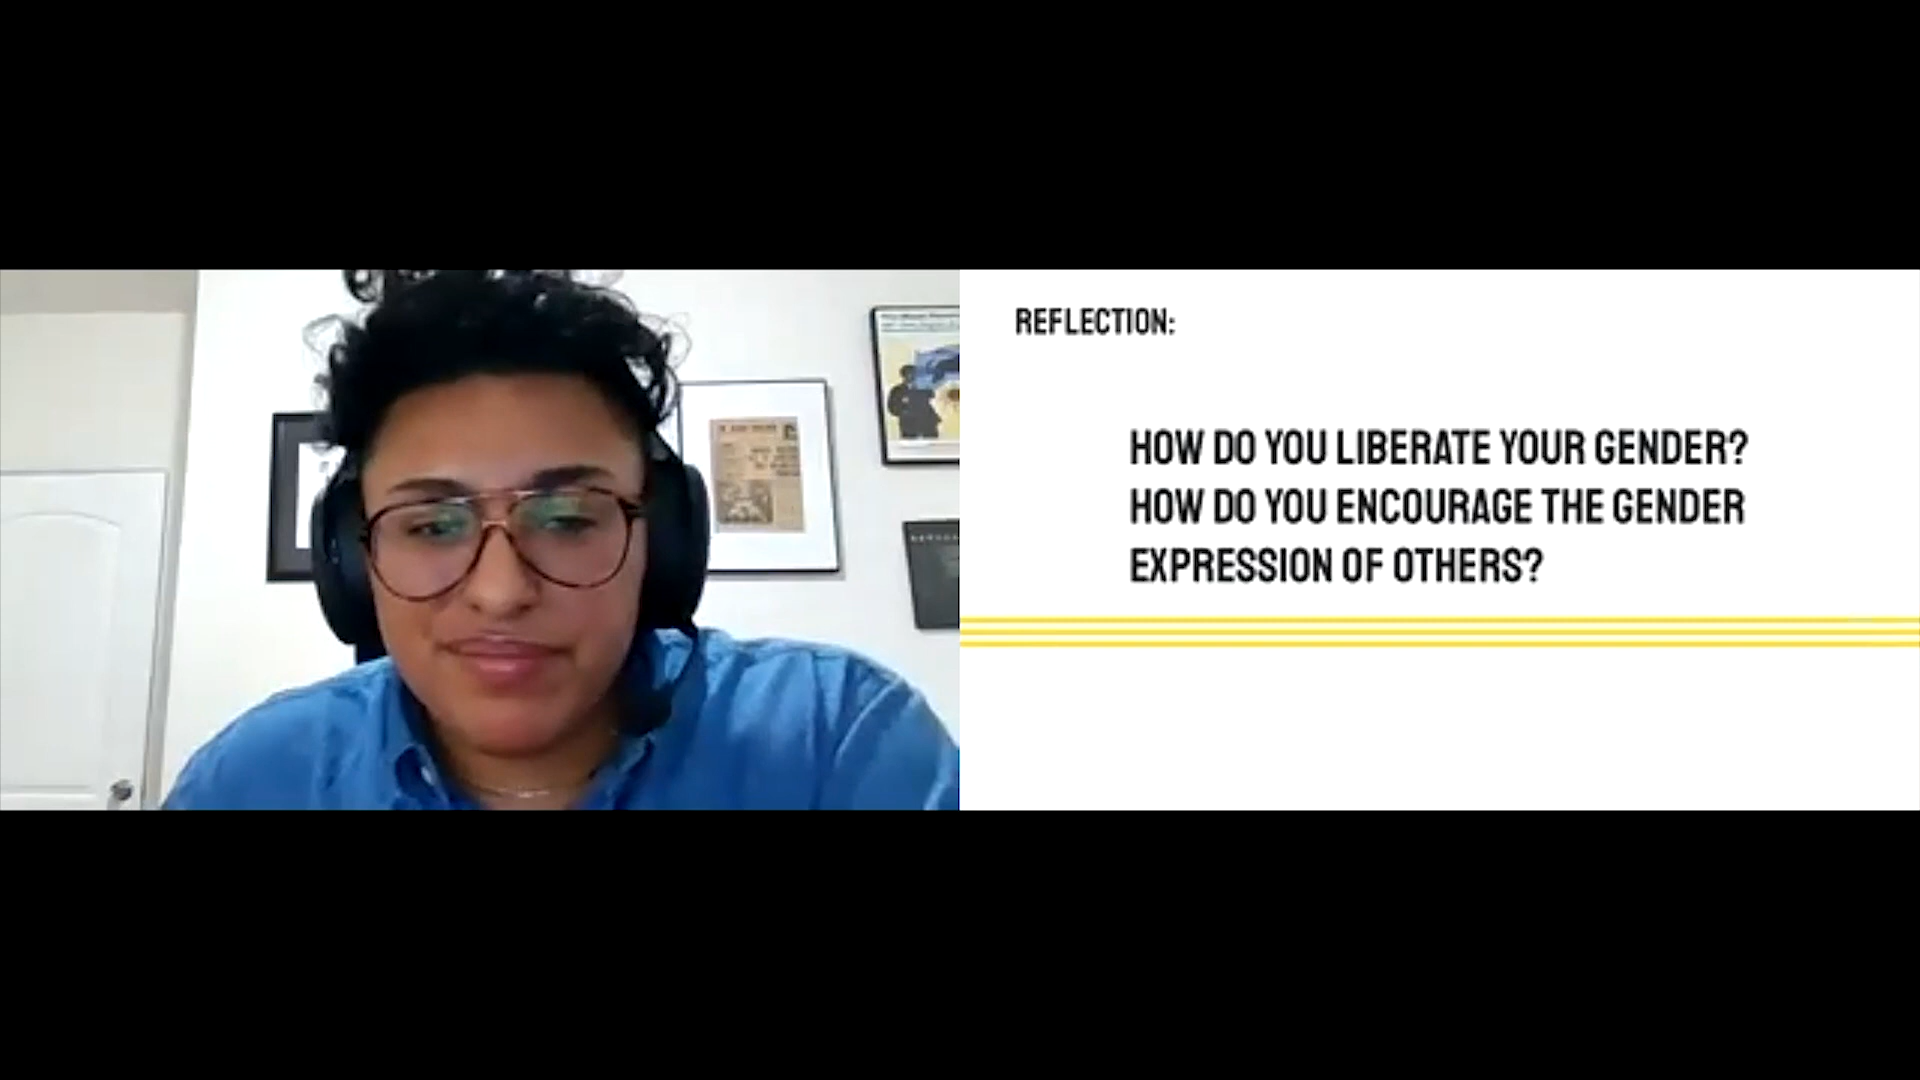 REFLECTION:
HOW DO YOU LIBERATE YOUR GENDER?
HOW DO YOU ENCOURAGE THE GENDER
EXPRESSION OF OTHERS?